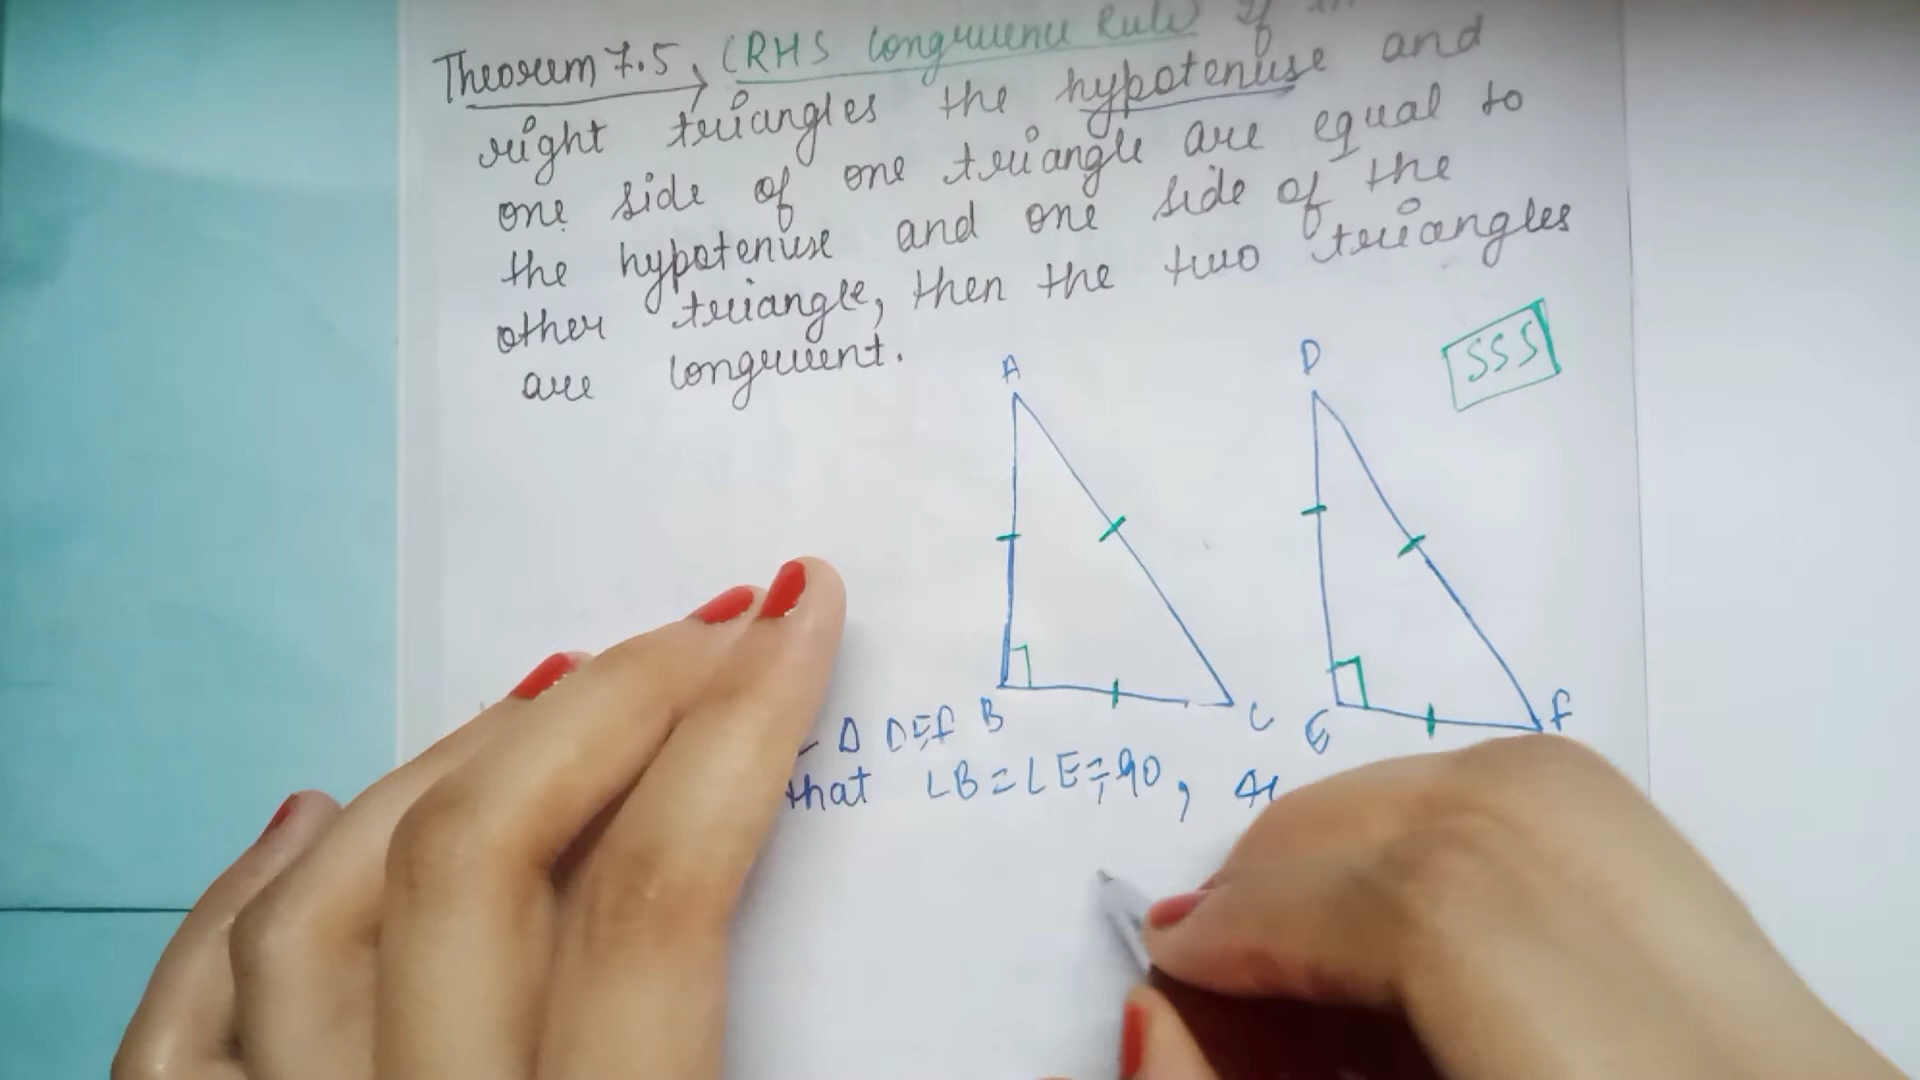 Theorem 7.5, (RHS Congruence Rule) If in
right triangles the hypotenuse and
one side of one triangle are equal to
the hypotenuse and one side of the
other triangle, then the two triangles
are congruent.
SSS
A
D
B
C
E
F
Δ DEF
that ∠B=∠E=90,